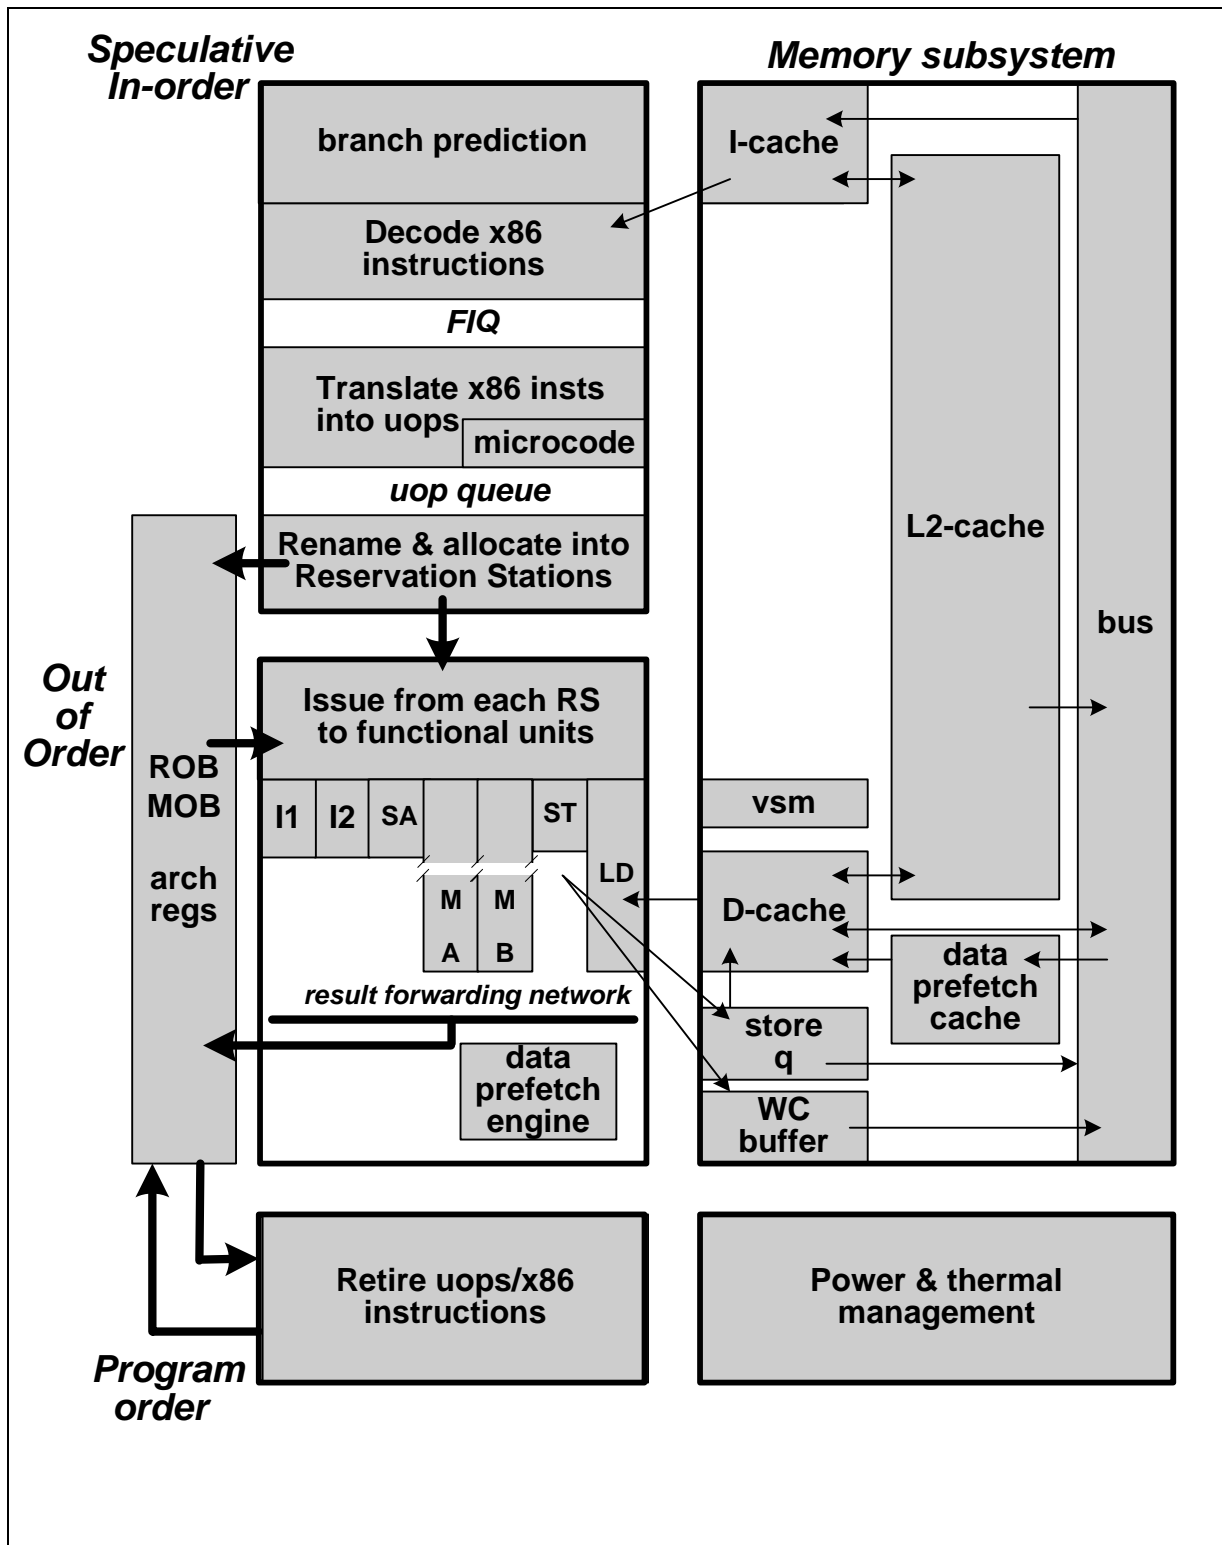 Speculative
In-order
Memory subsystem
branch prediction
I-cache
Decode x86
instructions
FIQ
Translate x86 insts
into uops
microcode
uop queue
Rename & allocate into
Reservation Stations
L2-cache
bus
Out
of
Order
Issue from each RS
to functional units
ROB
MOB
arch
regs
I1
I2
SA
ST
LD
M
A
M
B
vsm
D-cache
data
prefetch
cache
result forwarding network
store
q
data
prefetch
engine
WC
buffer
Retire uops/x86
instructions
Power & thermal
management
Program
order